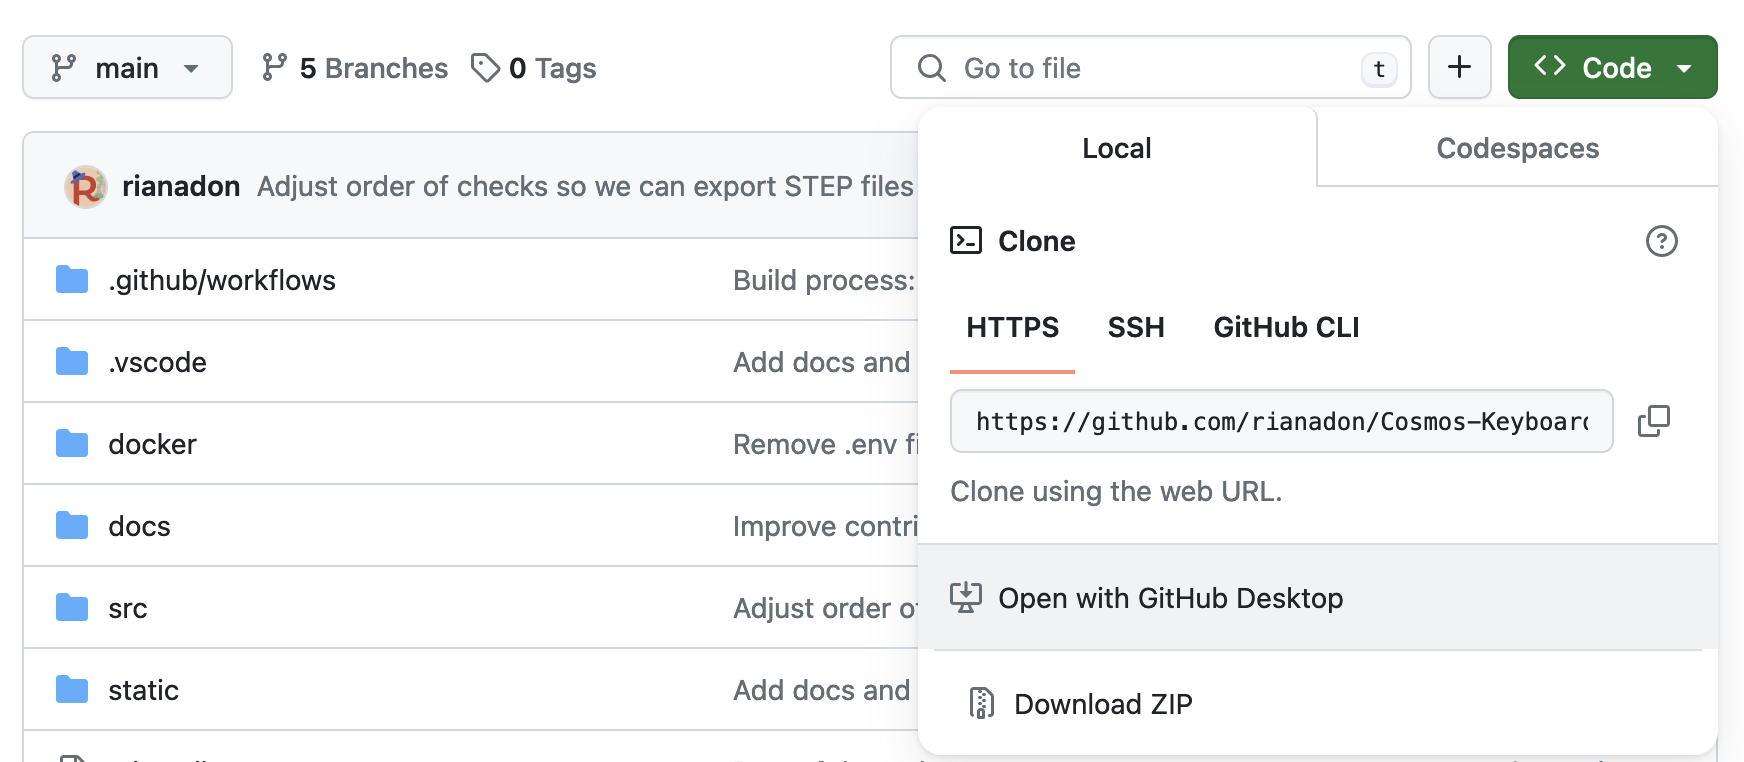 main
5 Branches
0 Tags
Go to file
t
Code
rianadon Adjust order of checks so we can export STEP files
Local
Codespaces
.github/workflows
Build process:
Clone
.vscode
Add docs and
HTTPS
SSH
GitHub CLI
docker
Remove .env fi
https://github.com/rianadon/Cosmos-Keyboard
Clone using the web URL.
docs
Improve contri
Open with GitHub Desktop
src
Adjust order o
static
Add docs and
Download ZIP